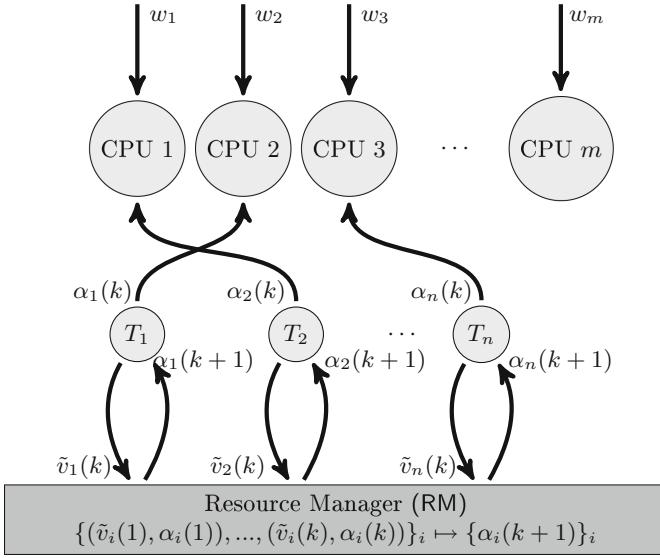 w₁ w₂ w₃ wₘ
CPU 1 CPU 2 CPU 3 ⋯ CPU m
α₁(k) α₂(k) αₙ(k)
T₁ T₂ ⋯ Tₙ
α₁(k + 1) α₂(k + 1) αₙ(k + 1)
ṽ₁(k) ṽ₂(k) ṽₙ(k)
Resource Manager (RM)
{(ṽᵢ(1), αᵢ(1)), ..., (ṽᵢ(k), αᵢ(k))}ᵢ ↦ {αᵢ(k + 1)}ᵢ